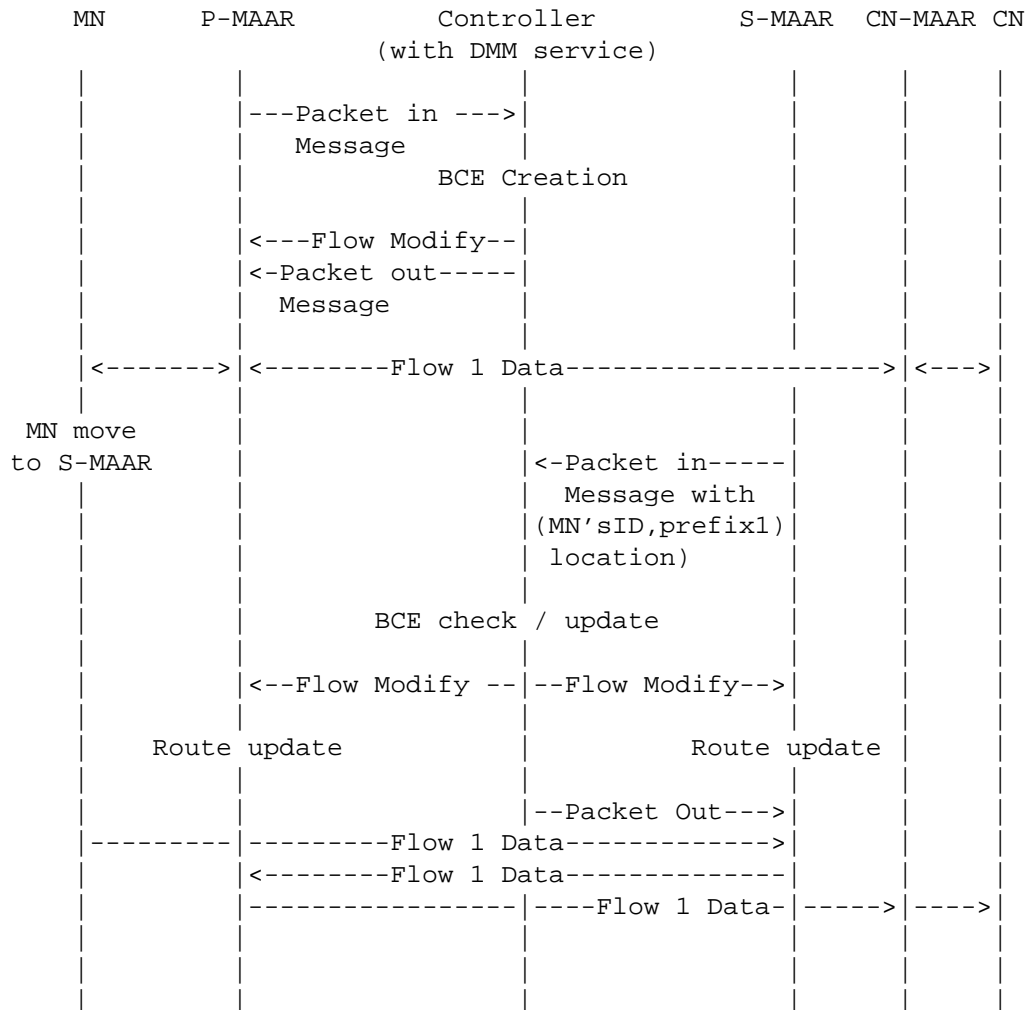 MN P-MAAR Controller S-MAAR CN-MAAR CN
(with DMM service)
---Packet in --->
Message
BCE Creation
<---Flow Modify--
<-Packet out-----
Message
<-------> <--------Flow 1 Data--------------------> <--->
MN move
to S-MAAR <-Packet in-----
Message with
(MN'sID,prefix1)
location)
BCE check / update
<--Flow Modify -- --Flow Modify-->
Route update Route update
--Packet Out--->
--------- ---------Flow 1 Data------------->
<--------Flow 1 Data--------------
----------------- ----Flow 1 Data- -----> ---->